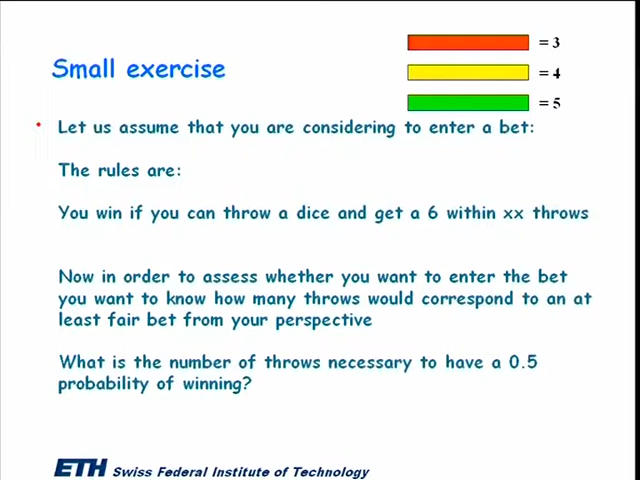 Small exercise
= 3
= 4
= 5
Let us assume that you are considering to enter a bet:
The rules are:
You win if you can throw a dice and get a 6 within xx throws
Now in order to assess whether you want to enter the bet
you want to know how many throws would correspond to an at
least fair bet from your perspective
What is the number of throws necessary to have a 0.5
probability of winning?
ETH Swiss Federal Institute of Technology